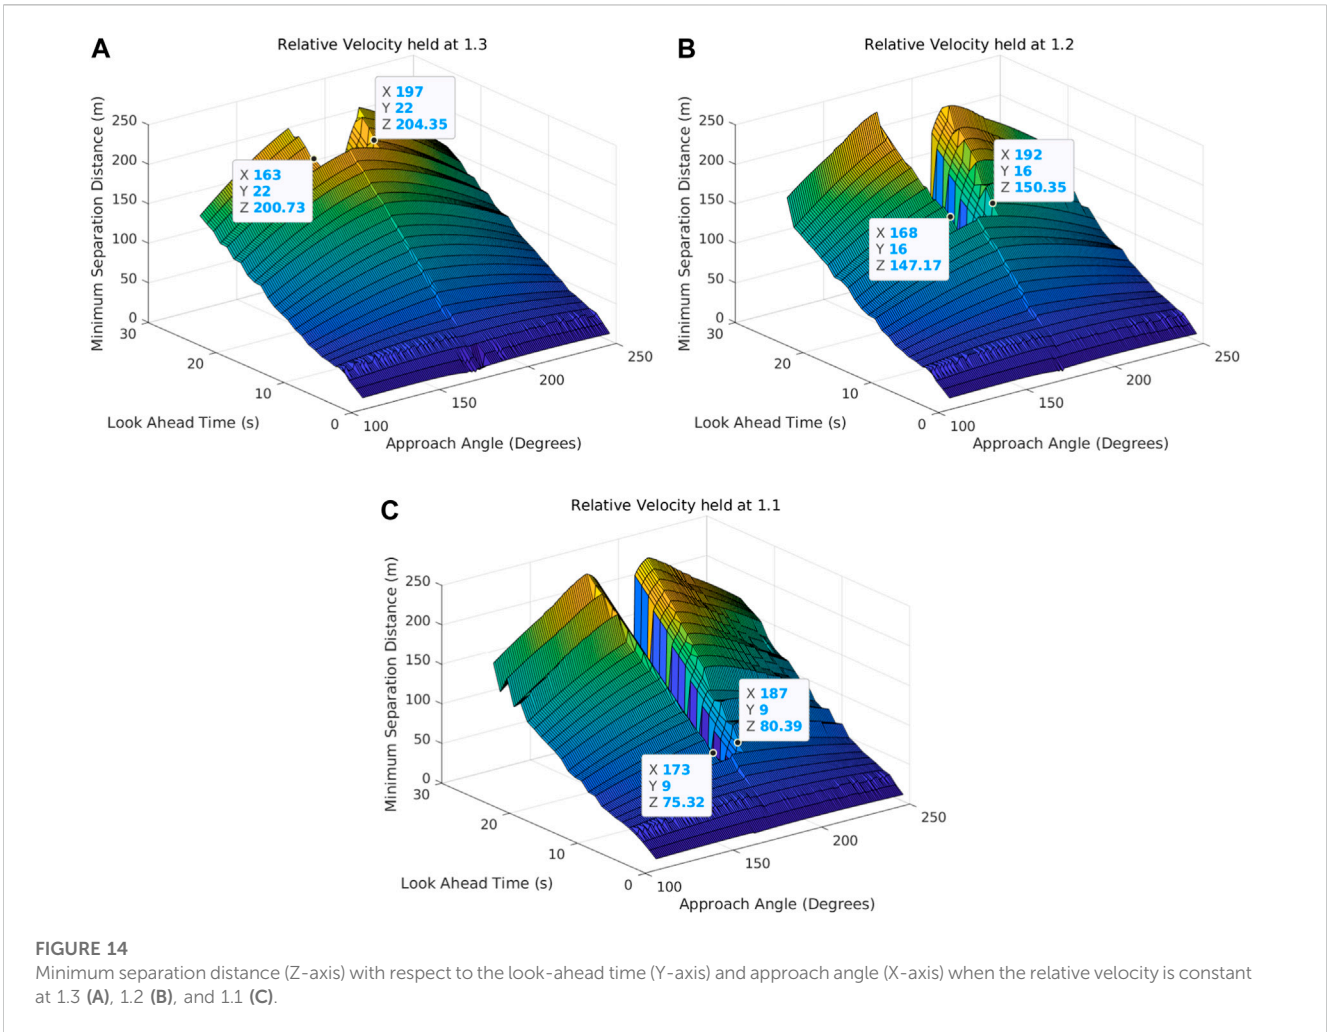 A
Relative Velocity held at 1.3
X 197
Y 22
Z 204.35
X 163
Y 22
Z 200.73
Minimum Separation Distance (m)
250
200
150
100
50
0
30
20
10
0
Look Ahead Time (s)
100
150
200
250
Approach Angle (Degrees)
B
Relative Velocity held at 1.2
X 192
Y 16
Z 150.35
X 168
Y 16
Z 147.17
Minimum Separation Distance (m)
250
200
150
100
50
0
30
20
10
0
Look Ahead Time (s)
100
150
200
250
Approach Angle (Degrees)
C
Relative Velocity held at 1.1
X 187
Y 9
Z 80.39
X 173
Y 9
Z 75.32
Minimum Separation Distance (m)
250
200
150
100
50
0
30
20
10
0
Look Ahead Time (s)
100
150
200
250
Approach Angle (Degrees)
FIGURE 14
Minimum separation distance (Z-axis) with respect to the look-ahead time (Y-axis) and approach angle (X-axis) when the relative velocity is constant
at 1.3 (A), 1.2 (B), and 1.1 (C).